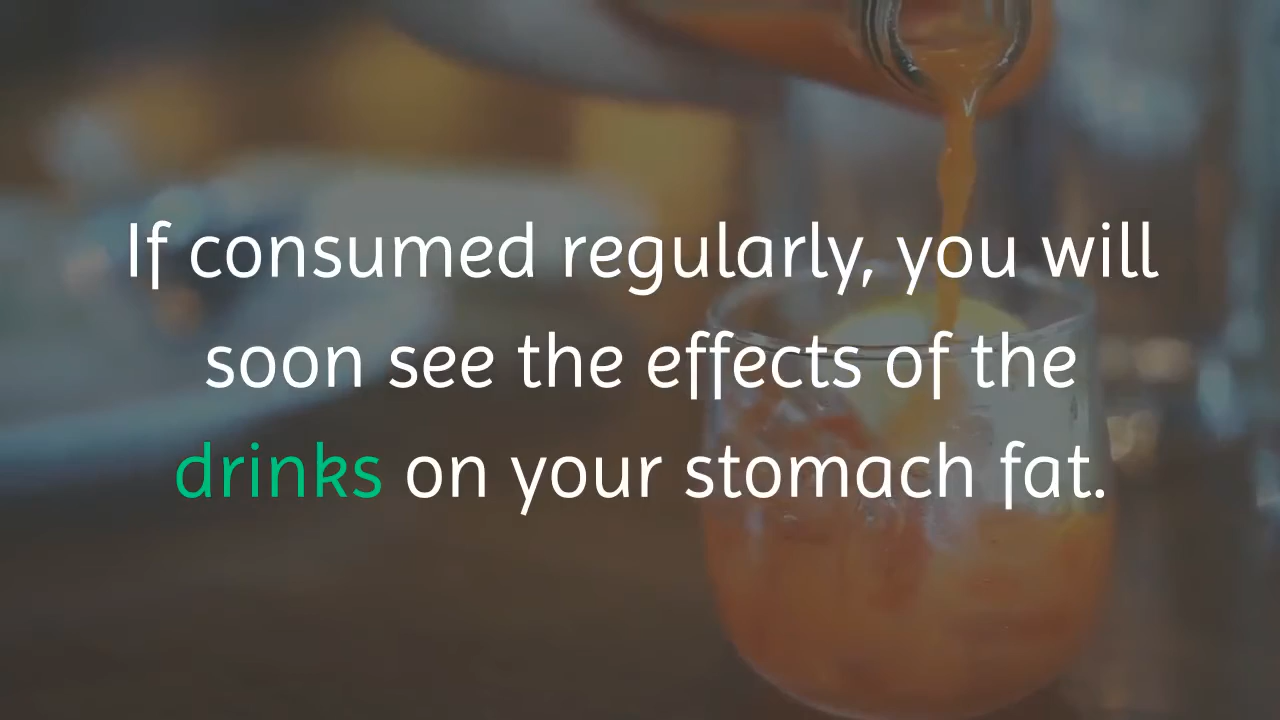 If consumed regularly, you will
soon see the effects of the
drinks on your stomach fat.